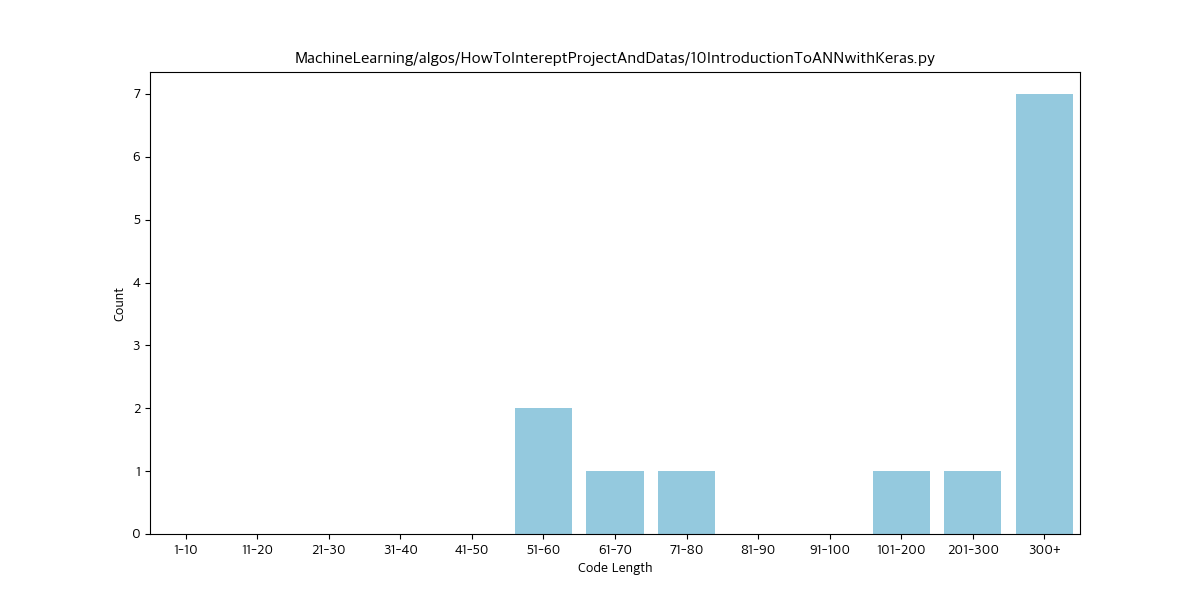 MachineLearning/algos/HowToIntereptProjectAndDatas/10IntroductionToANNwithKeras.py
7
6
5
4
3
2
1
0
Count
1-10 11-20 21-30 31-40 41-50 51-60 61-70 71-80 81-90 91-100 101-200 201-300 300+
Code Length